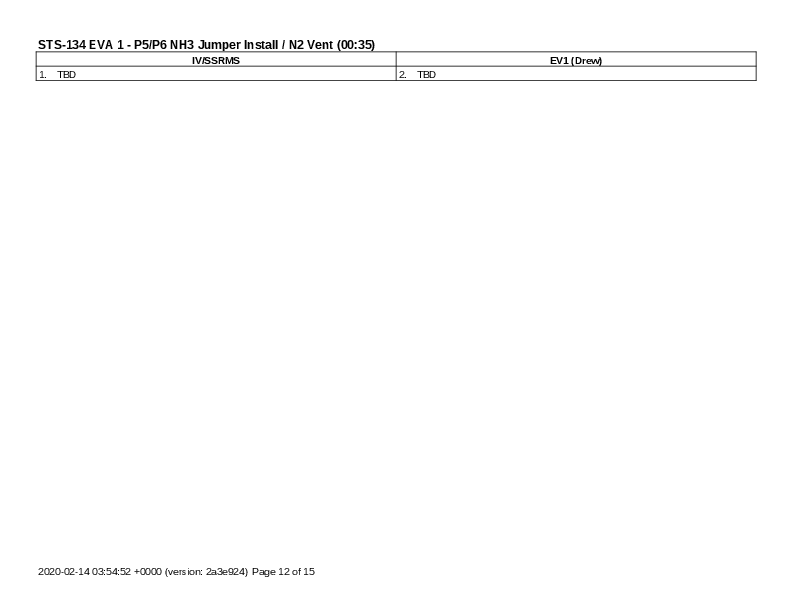 STS-134 EVA 1 - P5/P6 NH3 Jumper Install / N2 Vent (00:35)
IV/SSRMS EV1 (Drew)
1. TBD 2. TBD
2020-02-14 03:54:52 +0000 (version: 2a3e924) Page 12 of 15